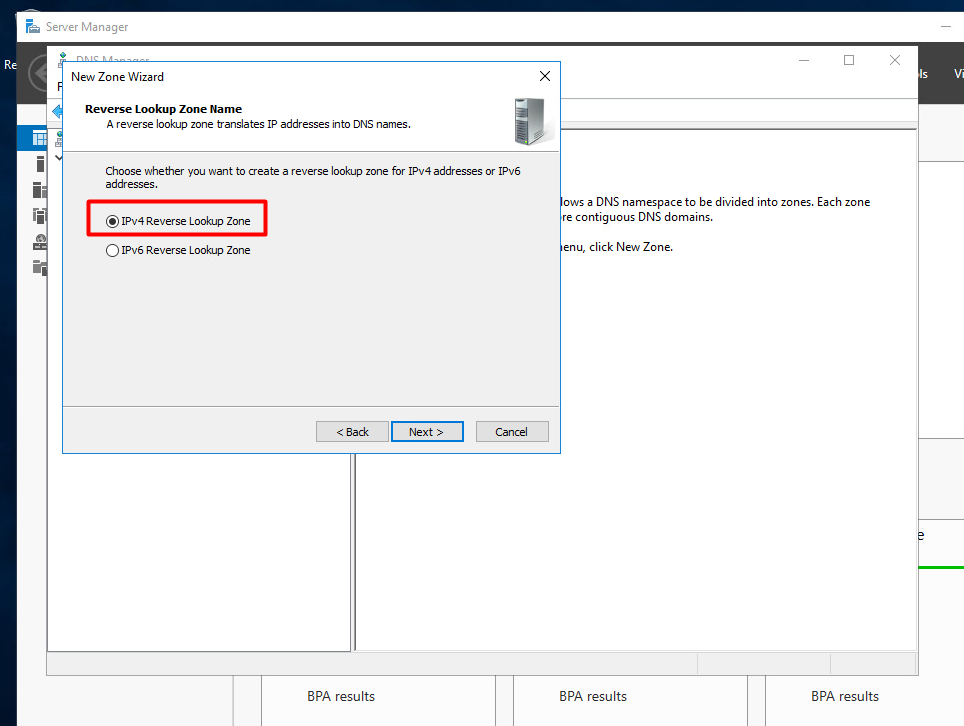 Server Manager
Re
DNS Manager
ls
Vi
New Zone Wizard
F
Reverse Lookup Zone Name
A reverse lookup zone translates IP addresses into DNS names.
Choose whether you want to create a reverse lookup zone for IPv4 addresses or IPv6
addresses.
IPv4 Reverse Lookup Zone
IPv6 Reverse Lookup Zone
lows a DNS namespace to be divided into zones. Each zone
re contiguous DNS domains.
enu, click New Zone.
< Back
Next >
Cancel
e
BPA results
BPA results
BPA results